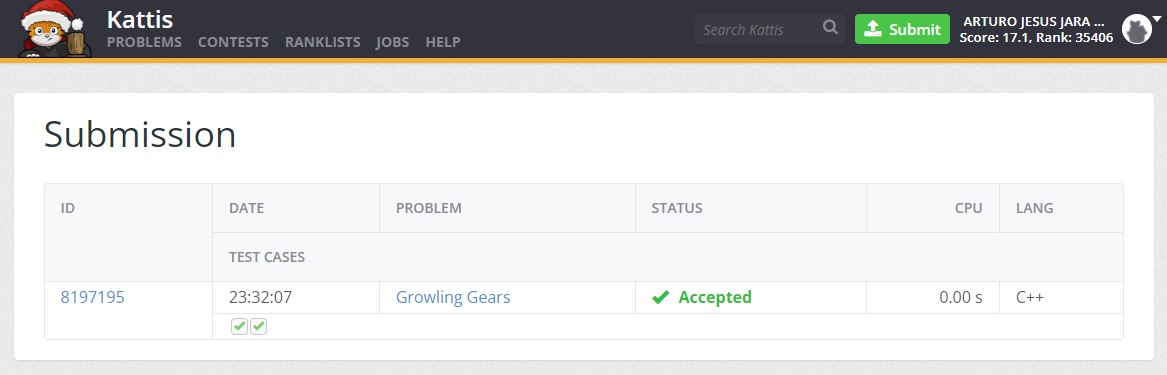 Kattis
PROBLEMS CONTESTS RANKLISTS JOBS HELP
Search Kattis
Submit
ARTURO JESUS JARA ...
Score: 17.1, Rank: 35406
Submission
ID DATE PROBLEM STATUS CPU LANG
TEST CASES
8197195 23:32:07 Growling Gears Accepted 0.00 s C++